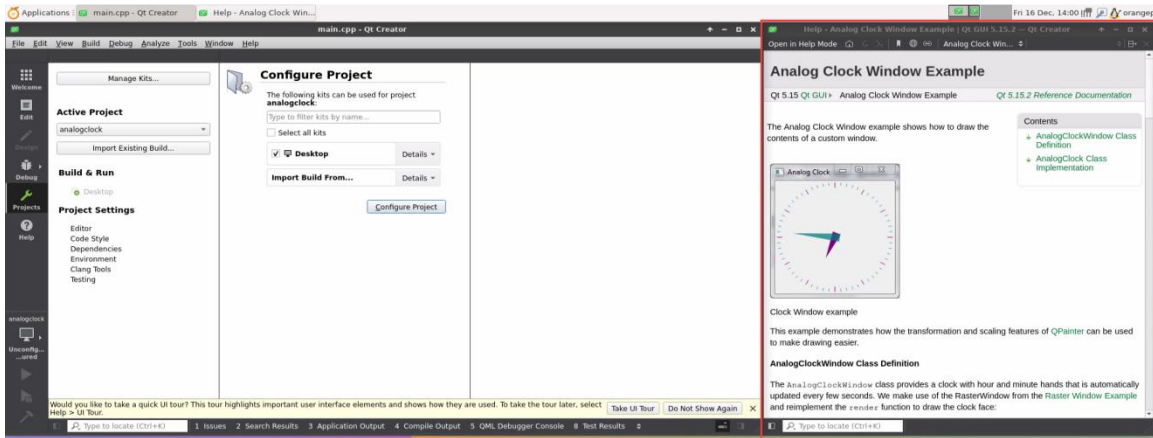 Applications main.cpp - Qt Creator Help - Analog Clock Win... Fri 16 Dec, 14:00 orangep
main.cpp - Qt Creator
File Edit View Build Debug Analyze Tools Window Help
Welcome
Edit
Design
Debug
Projects
Help
analogclock
Unconfig...
...ured
Manage Kits...
Active Project
analogclock
Import Existing Build...
Build & Run
Desktop
Project Settings
Editor
Code Style
Dependencies
Environment
Clang Tools
Testing
Configure Project
The following kits can be used for project
analogclock:
Type to filter kits by name...
Select all kits
Desktop Details
Import Build From... Details
Configure Project
Would you like to take a quick UI tour? This tour highlights important user interface elements and shows how they are used. To take the tour later, select
Help > UI Tour.
Take UI Tour Do Not Show Again
Type to locate (Ctrl+K) 1 Issues 2 Search Results 3 Application Output 4 Compile Output 5 QML Debugger Console 8 Test Results
Help - Analog Clock Window Example | Qt GUI 5.15.2 — Qt Creator
Open in Help Mode Analog Clock Win...
Analog Clock Window Example
Qt 5.15 Qt GUI Analog Clock Window Example Qt 5.15.2 Reference Documentation
Contents
AnalogClockWindow Class
Definition
AnalogClock Class
Implementation
The Analog Clock Window example shows how to draw the
contents of a custom window.
Analog Clock
Clock Window example
This example demonstrates how the transformation and scaling features of QPainter can be used
to make drawing easier.
AnalogClockWindow Class Definition
The AnalogClockWindow class provides a clock with hour and minute hands that is automatically
updated every few seconds. We make use of the RasterWindow from the Raster Window Example
and reimplement the render function to draw the clock face:
Type to locate (Ctrl+K)